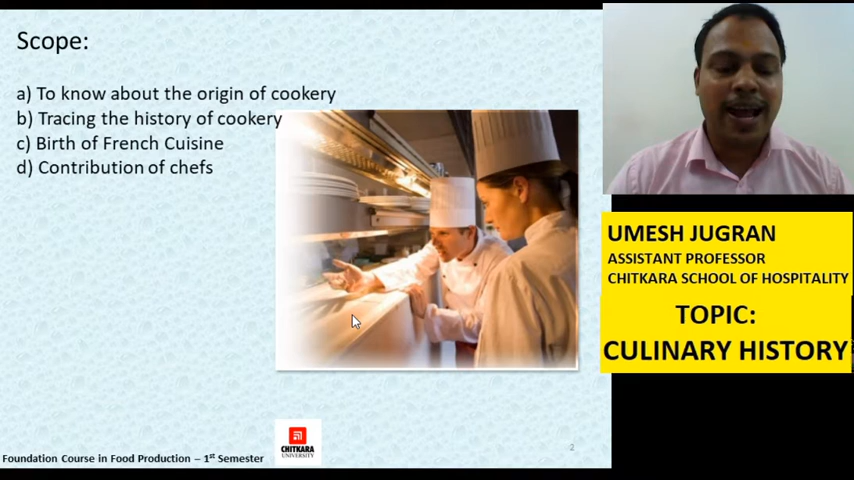 Scope:
a) To know about the origin of cookery
b) Tracing the history of cookery
c) Birth of French Cuisine
d) Contribution of chefs
UMESH JUGRAN
ASSISTANT PROFESSOR
CHITKARA SCHOOL OF HOSPITALITY
TOPIC:
CULINARY HISTORY
CHITKARA
UNIVERSITY
Foundation Course in Food Production – 1st Semester
2